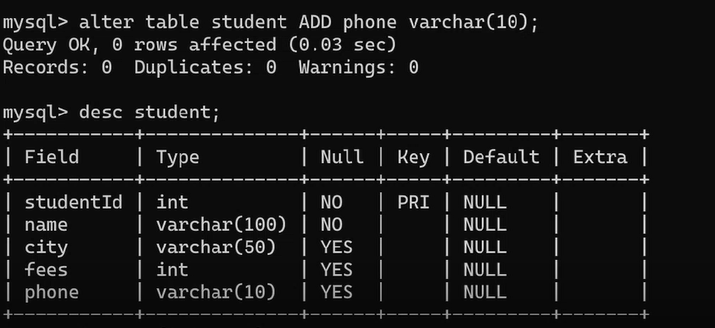 mysql> alter table student ADD phone varchar(10);
Query OK, 0 rows affected (0.03 sec)
Records: 0  Duplicates: 0  Warnings: 0
mysql> desc student;
+-----------+--------------+------+-----+---------+-------+
| Field     | Type         | Null | Key | Default | Extra |
+-----------+--------------+------+-----+---------+-------+
| studentId | int          | NO   | PRI | NULL    |       |
| name      | varchar(100) | NO   |     | NULL    |       |
| city      | varchar(50)  | YES  |     | NULL    |       |
| fees      | int          | YES  |     | NULL    |       |
| phone     | varchar(10)  | YES  |     | NULL    |       |
+-----------+--------------+------+-----+---------+-------+